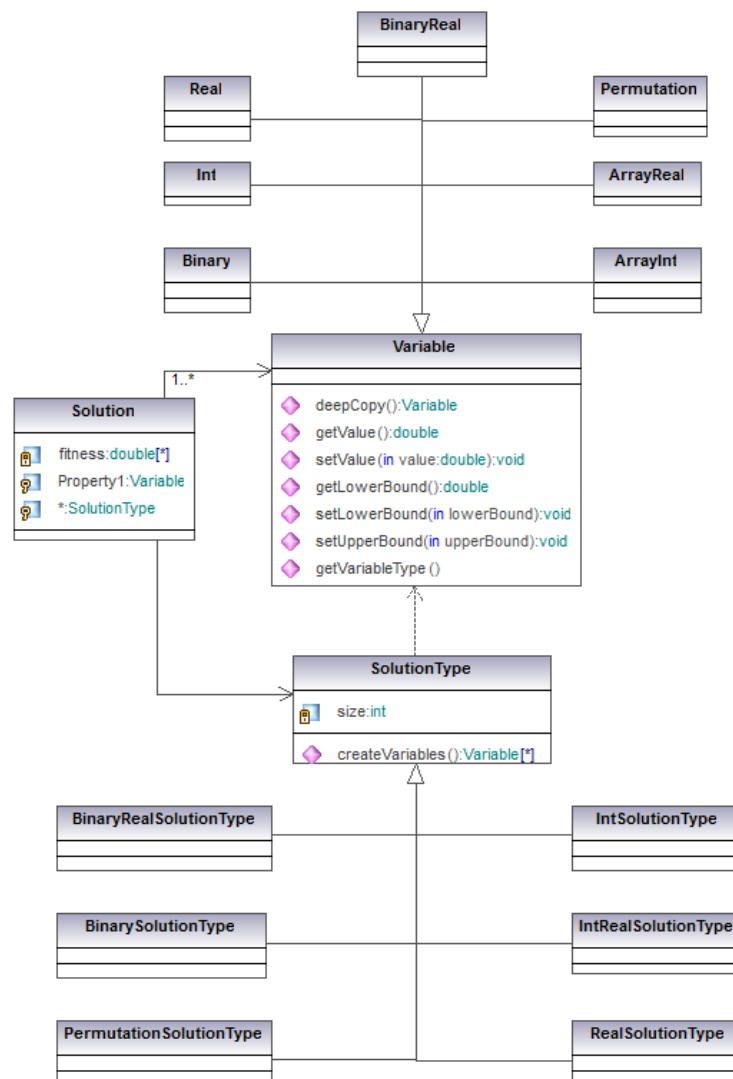 BinaryReal
Real
Permutation
Int
ArrayReal
Binary
ArrayInt
Variable
deepCopy():Variable
getValue():double
setValue(in value:double):void
getLowerBound():double
setLowerBound(in lowerBound):void
setUpperBound(in upperBound):void
getVariableType()
1..*
Solution
fitness:double[*]
Property1:Variable
*:SolutionType
SolutionType
size:int
createVariables():Variable[*]
BinaryRealSolutionType
IntSolutionType
BinarySolutionType
IntRealSolutionType
PermutationSolutionType
RealSolutionType